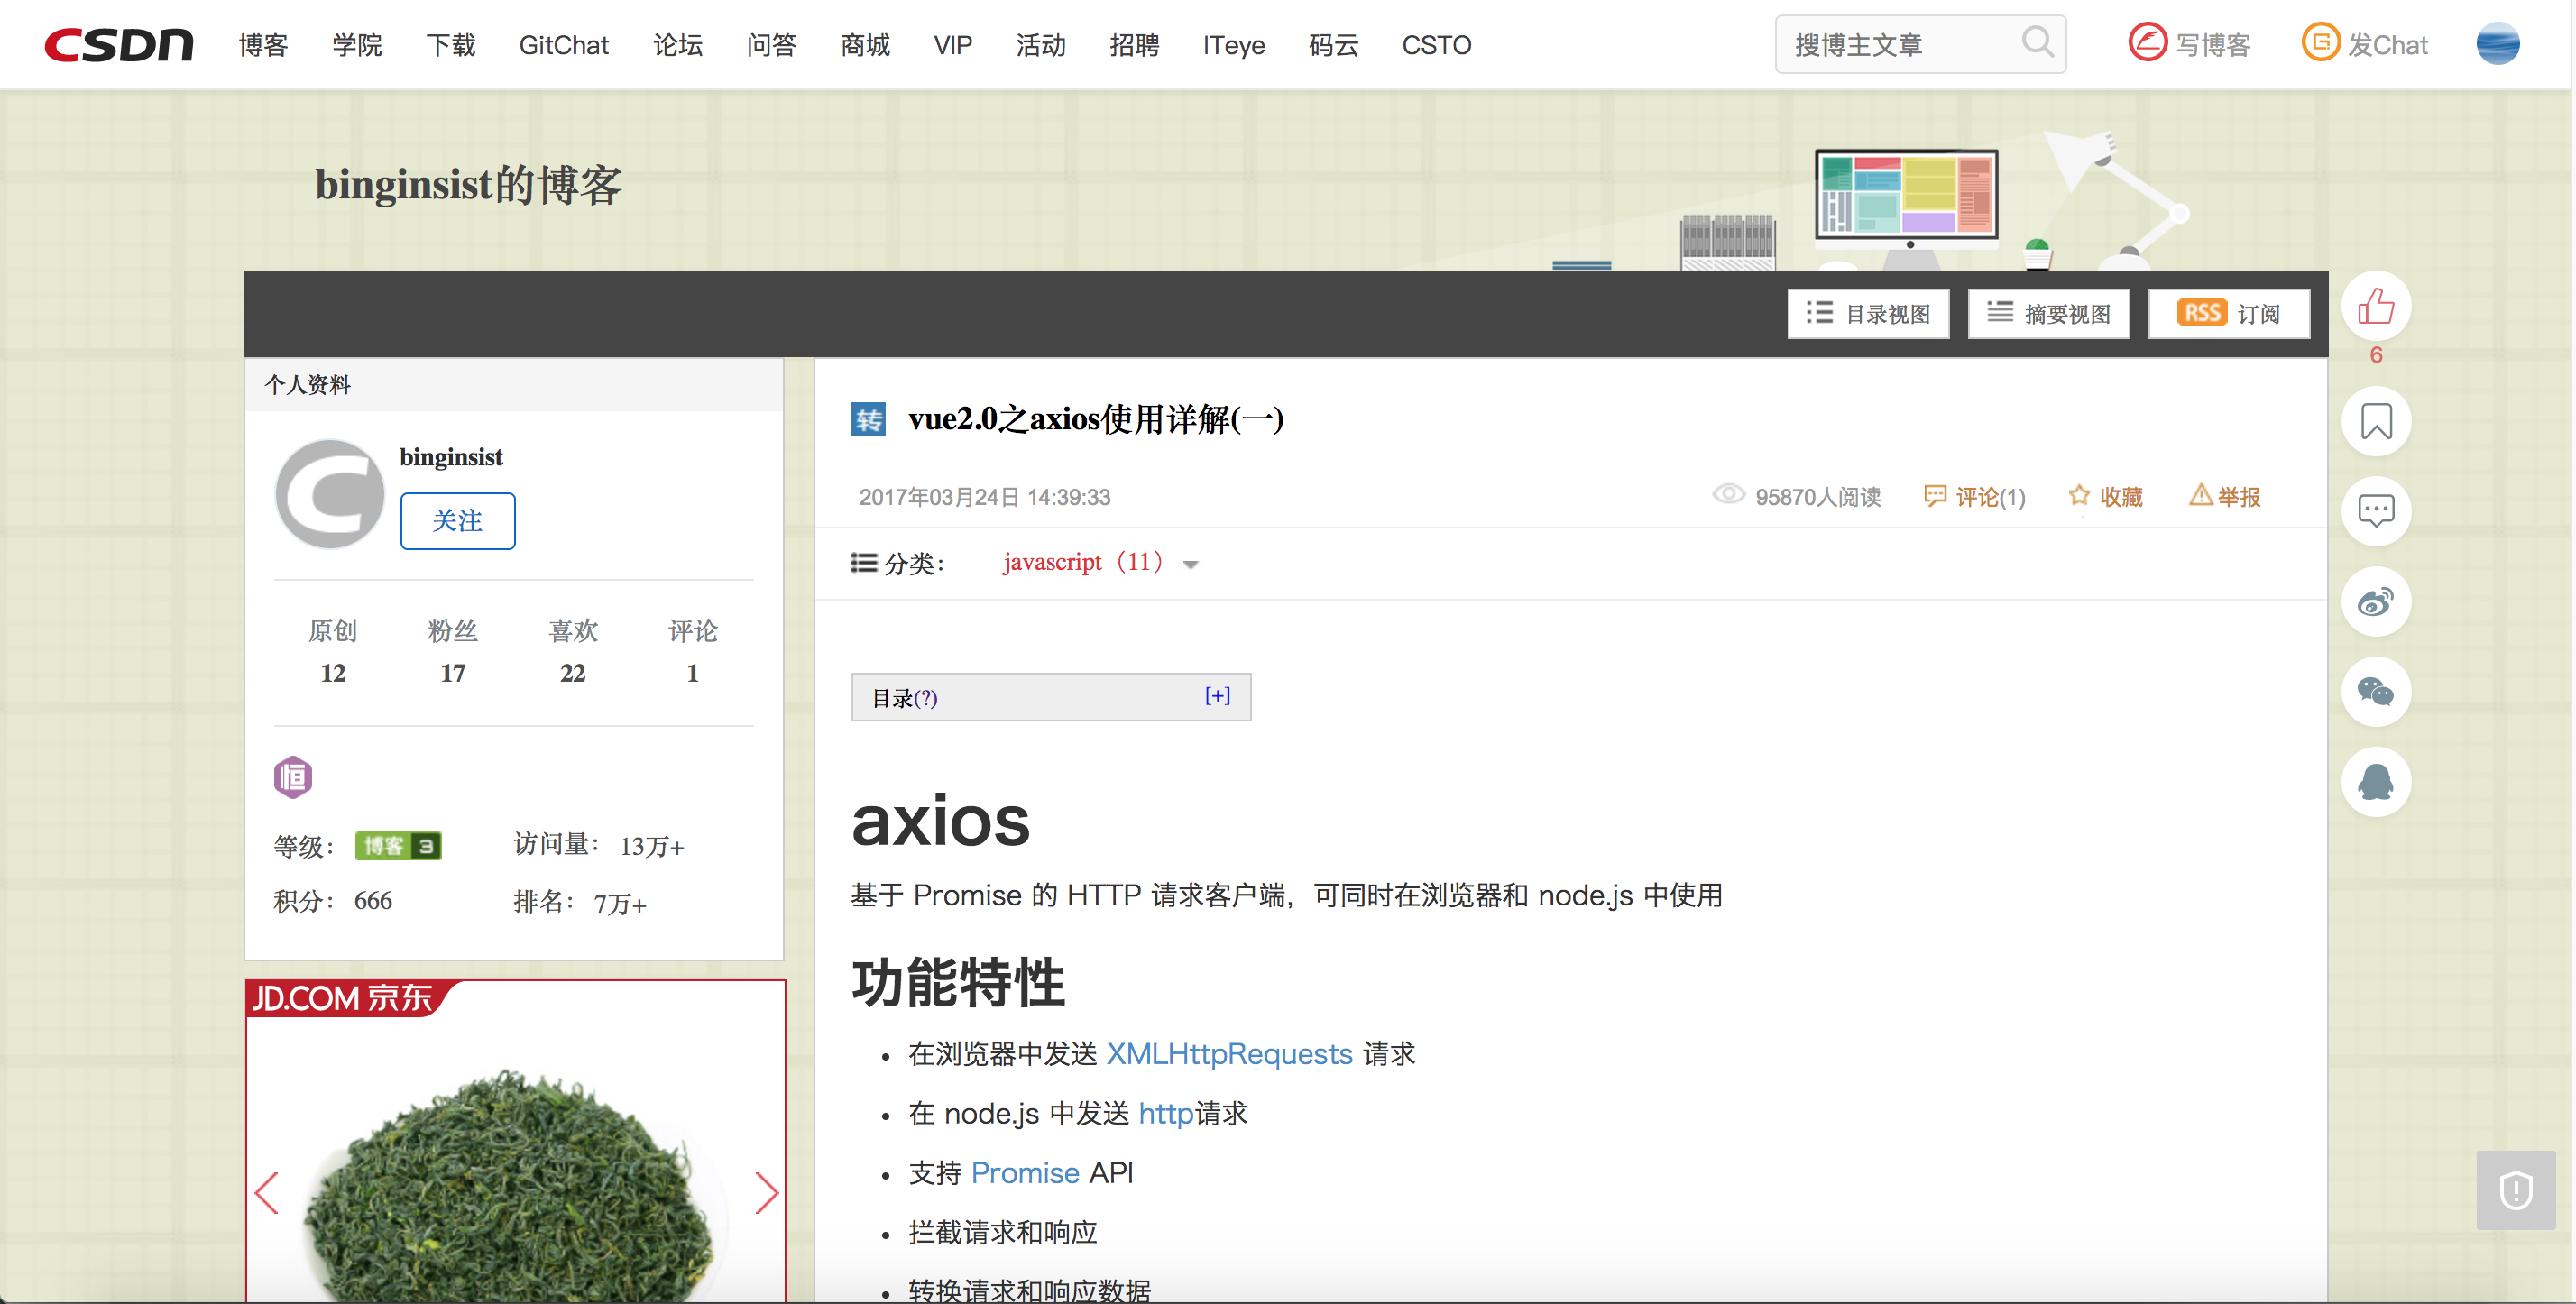 CSDN 博客 学院 下载 GitChat 论坛 问答 商城 VIP 活动 招聘 ITeye 码云 CSTO 搜博主文章 写博客 发Chat
binginsist的博客
目录视图 摘要视图 RSS 订阅
6
个人资料
binginsist
关注
原创 粉丝 喜欢 评论
12 17 22 1
恒
等级： 博客 3 访问量： 13万+
积分： 666 排名： 7万+
JD.COM 京东
转 vue2.0之axios使用详解(一)
2017年03月24日 14:39:33 95870人阅读 评论(1) 收藏 举报
分类： javascript（11）
目录(?) [+]
axios
基于 Promise 的 HTTP 请求客户端，可同时在浏览器和 node.js 中使用
功能特性
• 在浏览器中发送 XMLHttpRequests 请求
• 在 node.js 中发送 http请求
• 支持 Promise API
• 拦截请求和响应
• 转换请求和响应数据